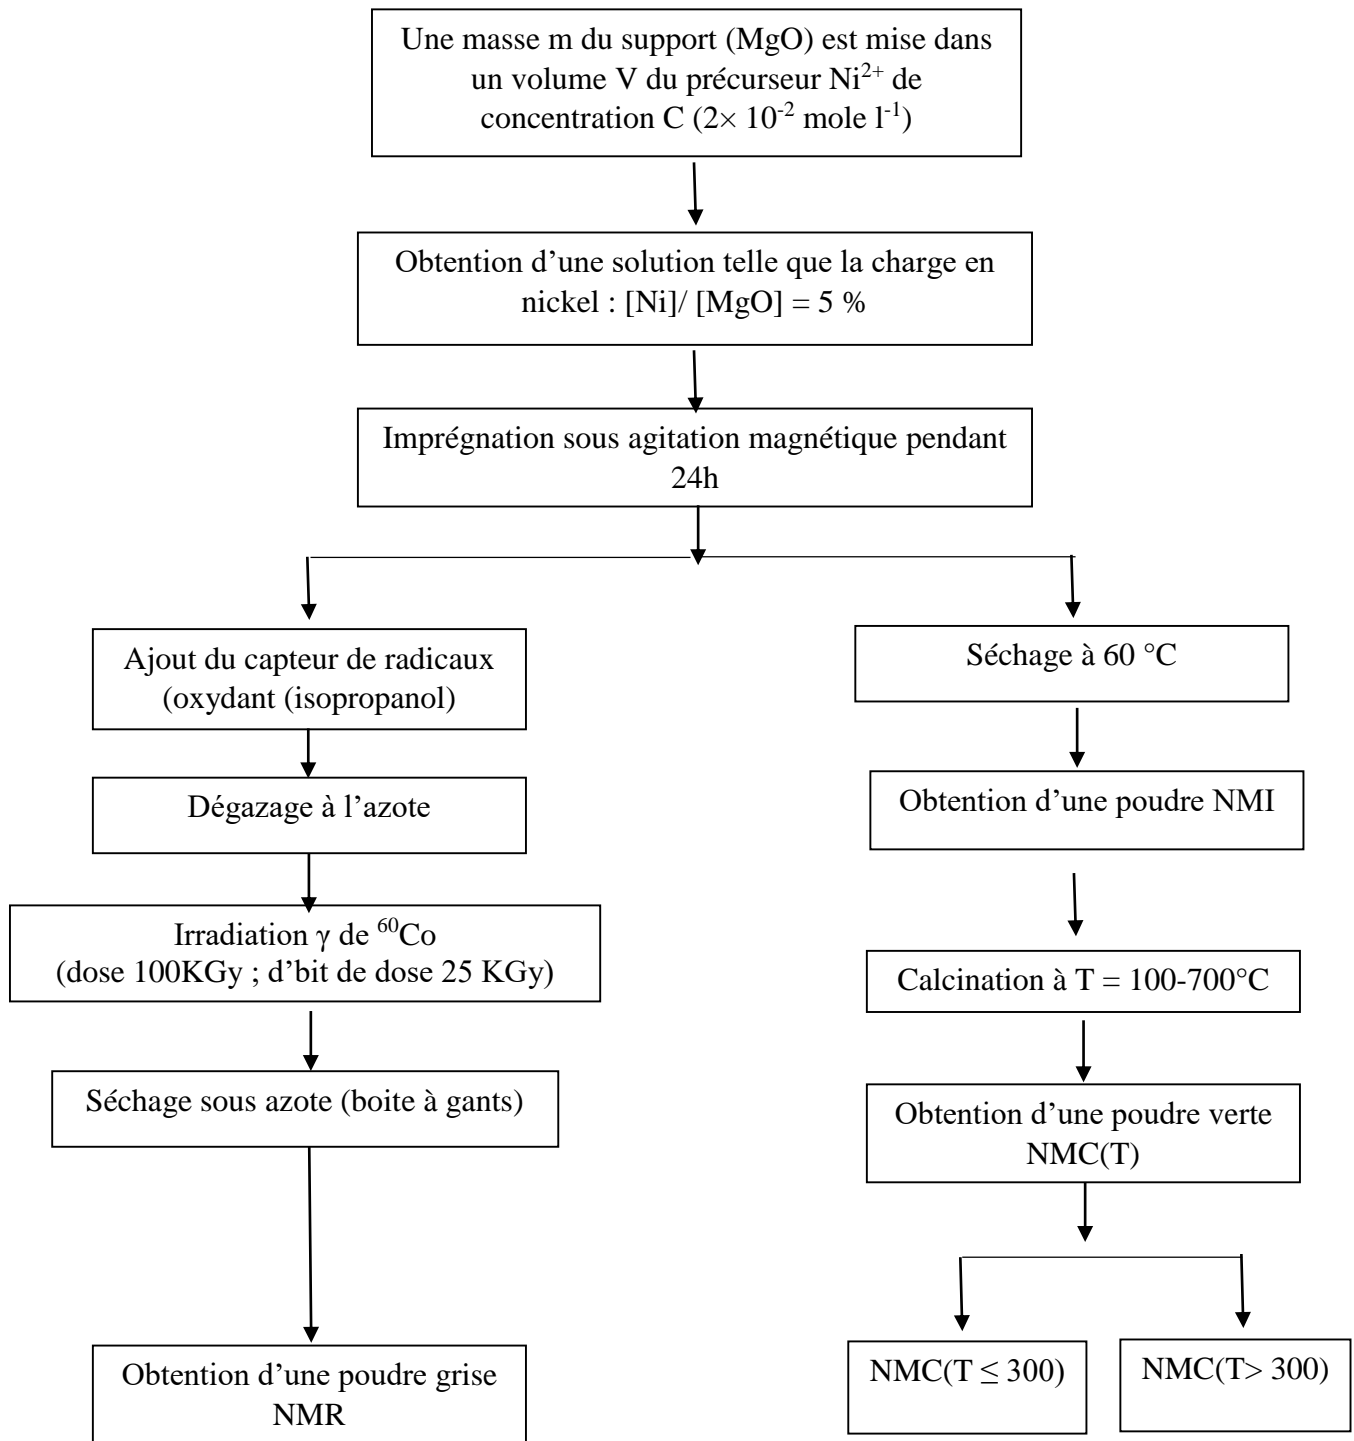 Une masse m du support (MgO) est mise dans
un volume V du précurseur Ni²⁺ de
concentration C (2× 10⁻² mole l⁻¹)
Obtention d’une solution telle que la charge en
nickel : [Ni]/ [MgO] = 5 %
Imprégnation sous agitation magnétique pendant
24h
Ajout du capteur de radicaux
(oxydant (isopropanol)
Dégazage à l’azote
Irradiation γ de ⁶⁰Co
(dose 100KGy ; d’bit de dose 25 KGy)
Séchage sous azote (boite à gants)
Obtention d’une poudre grise
NMR
Séchage à 60 °C
Obtention d’une poudre NMI
Calcination à T = 100-700°C
Obtention d’une poudre verte
NMC(T)
NMC(T ≤ 300)
NMC(T> 300)